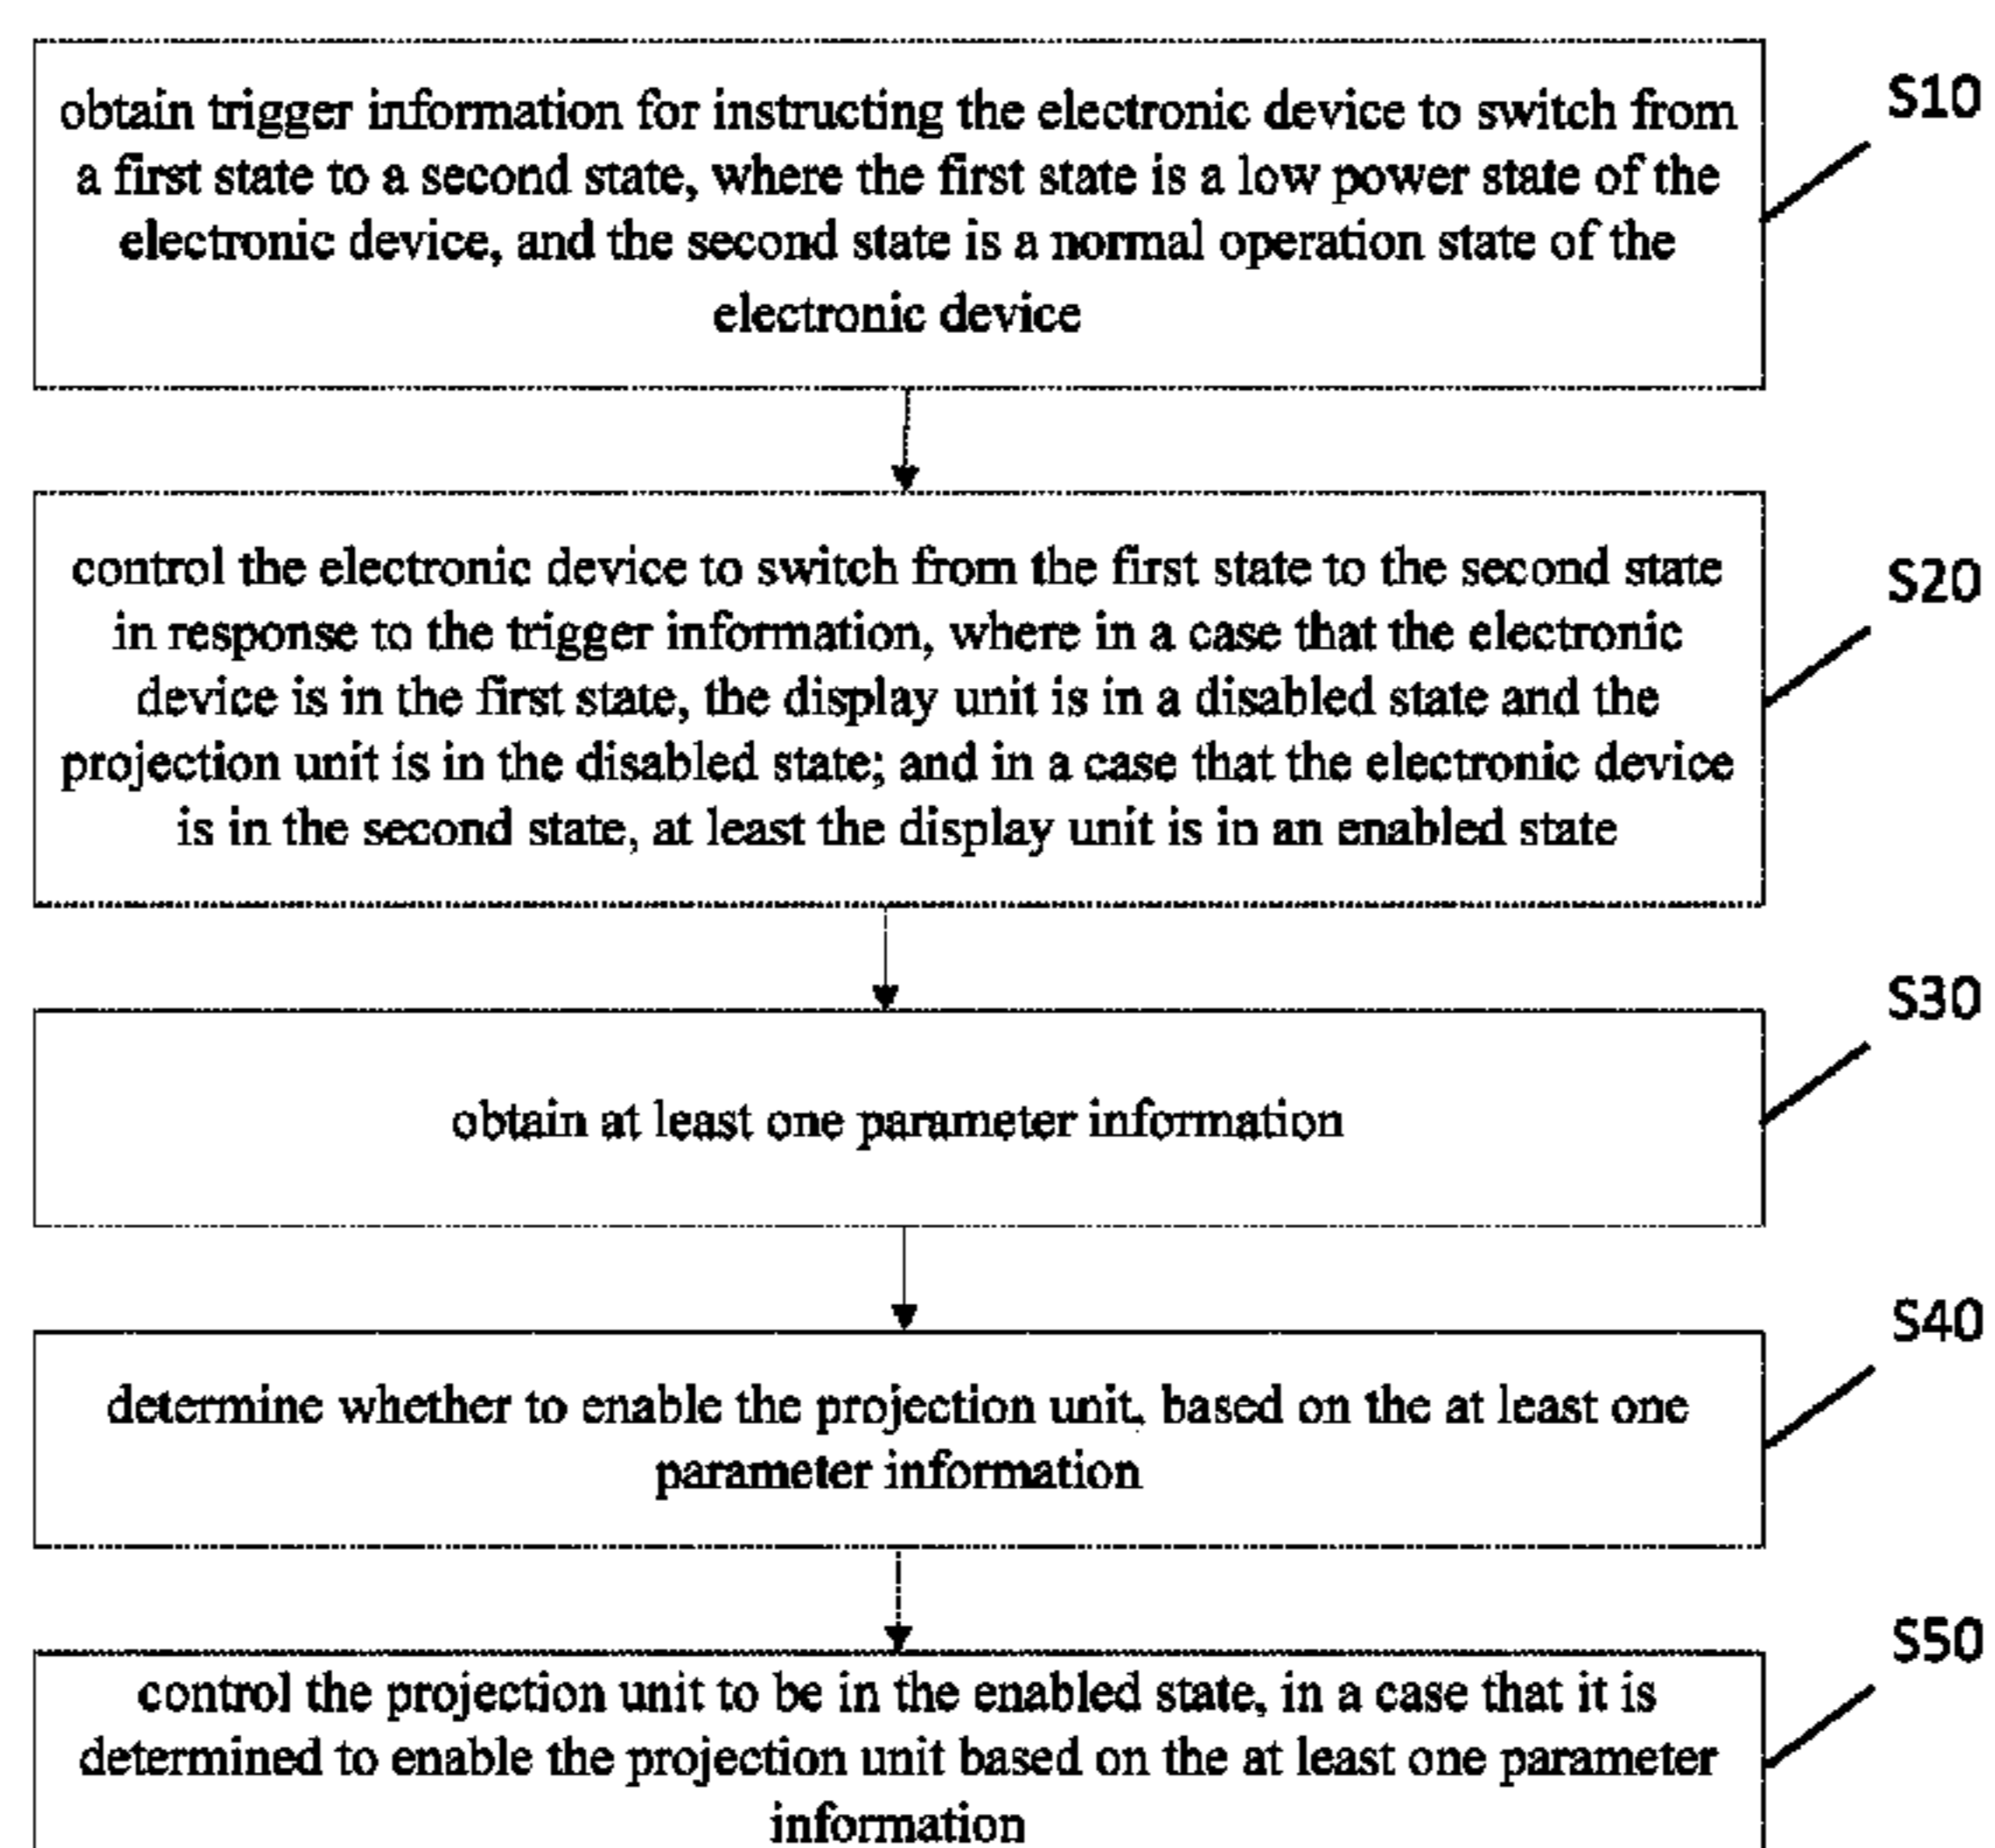 obtain trigger information for instructing the electronic device to switch from
a first state to a second state, where the first state is a low power state of the
electronic device, and the second state is a normal operation state of the
electronic device
S10
control the electronic device to switch from the first state to the second state
in response to the trigger information, where in a case that the electronic
device is in the first state, the display unit is in a disabled state and the
projection unit is in the disabled state; and in a case that the electronic device
is in the second state, at least the display unit is in an enabled state
S20
obtain at least one parameter information
S30
determine whether to enable the projection unit, based on the at least one
parameter information
S40
control the projection unit to be in the enabled state, in a case that it is
determined to enable the projection unit based on the at least one parameter
information
S50